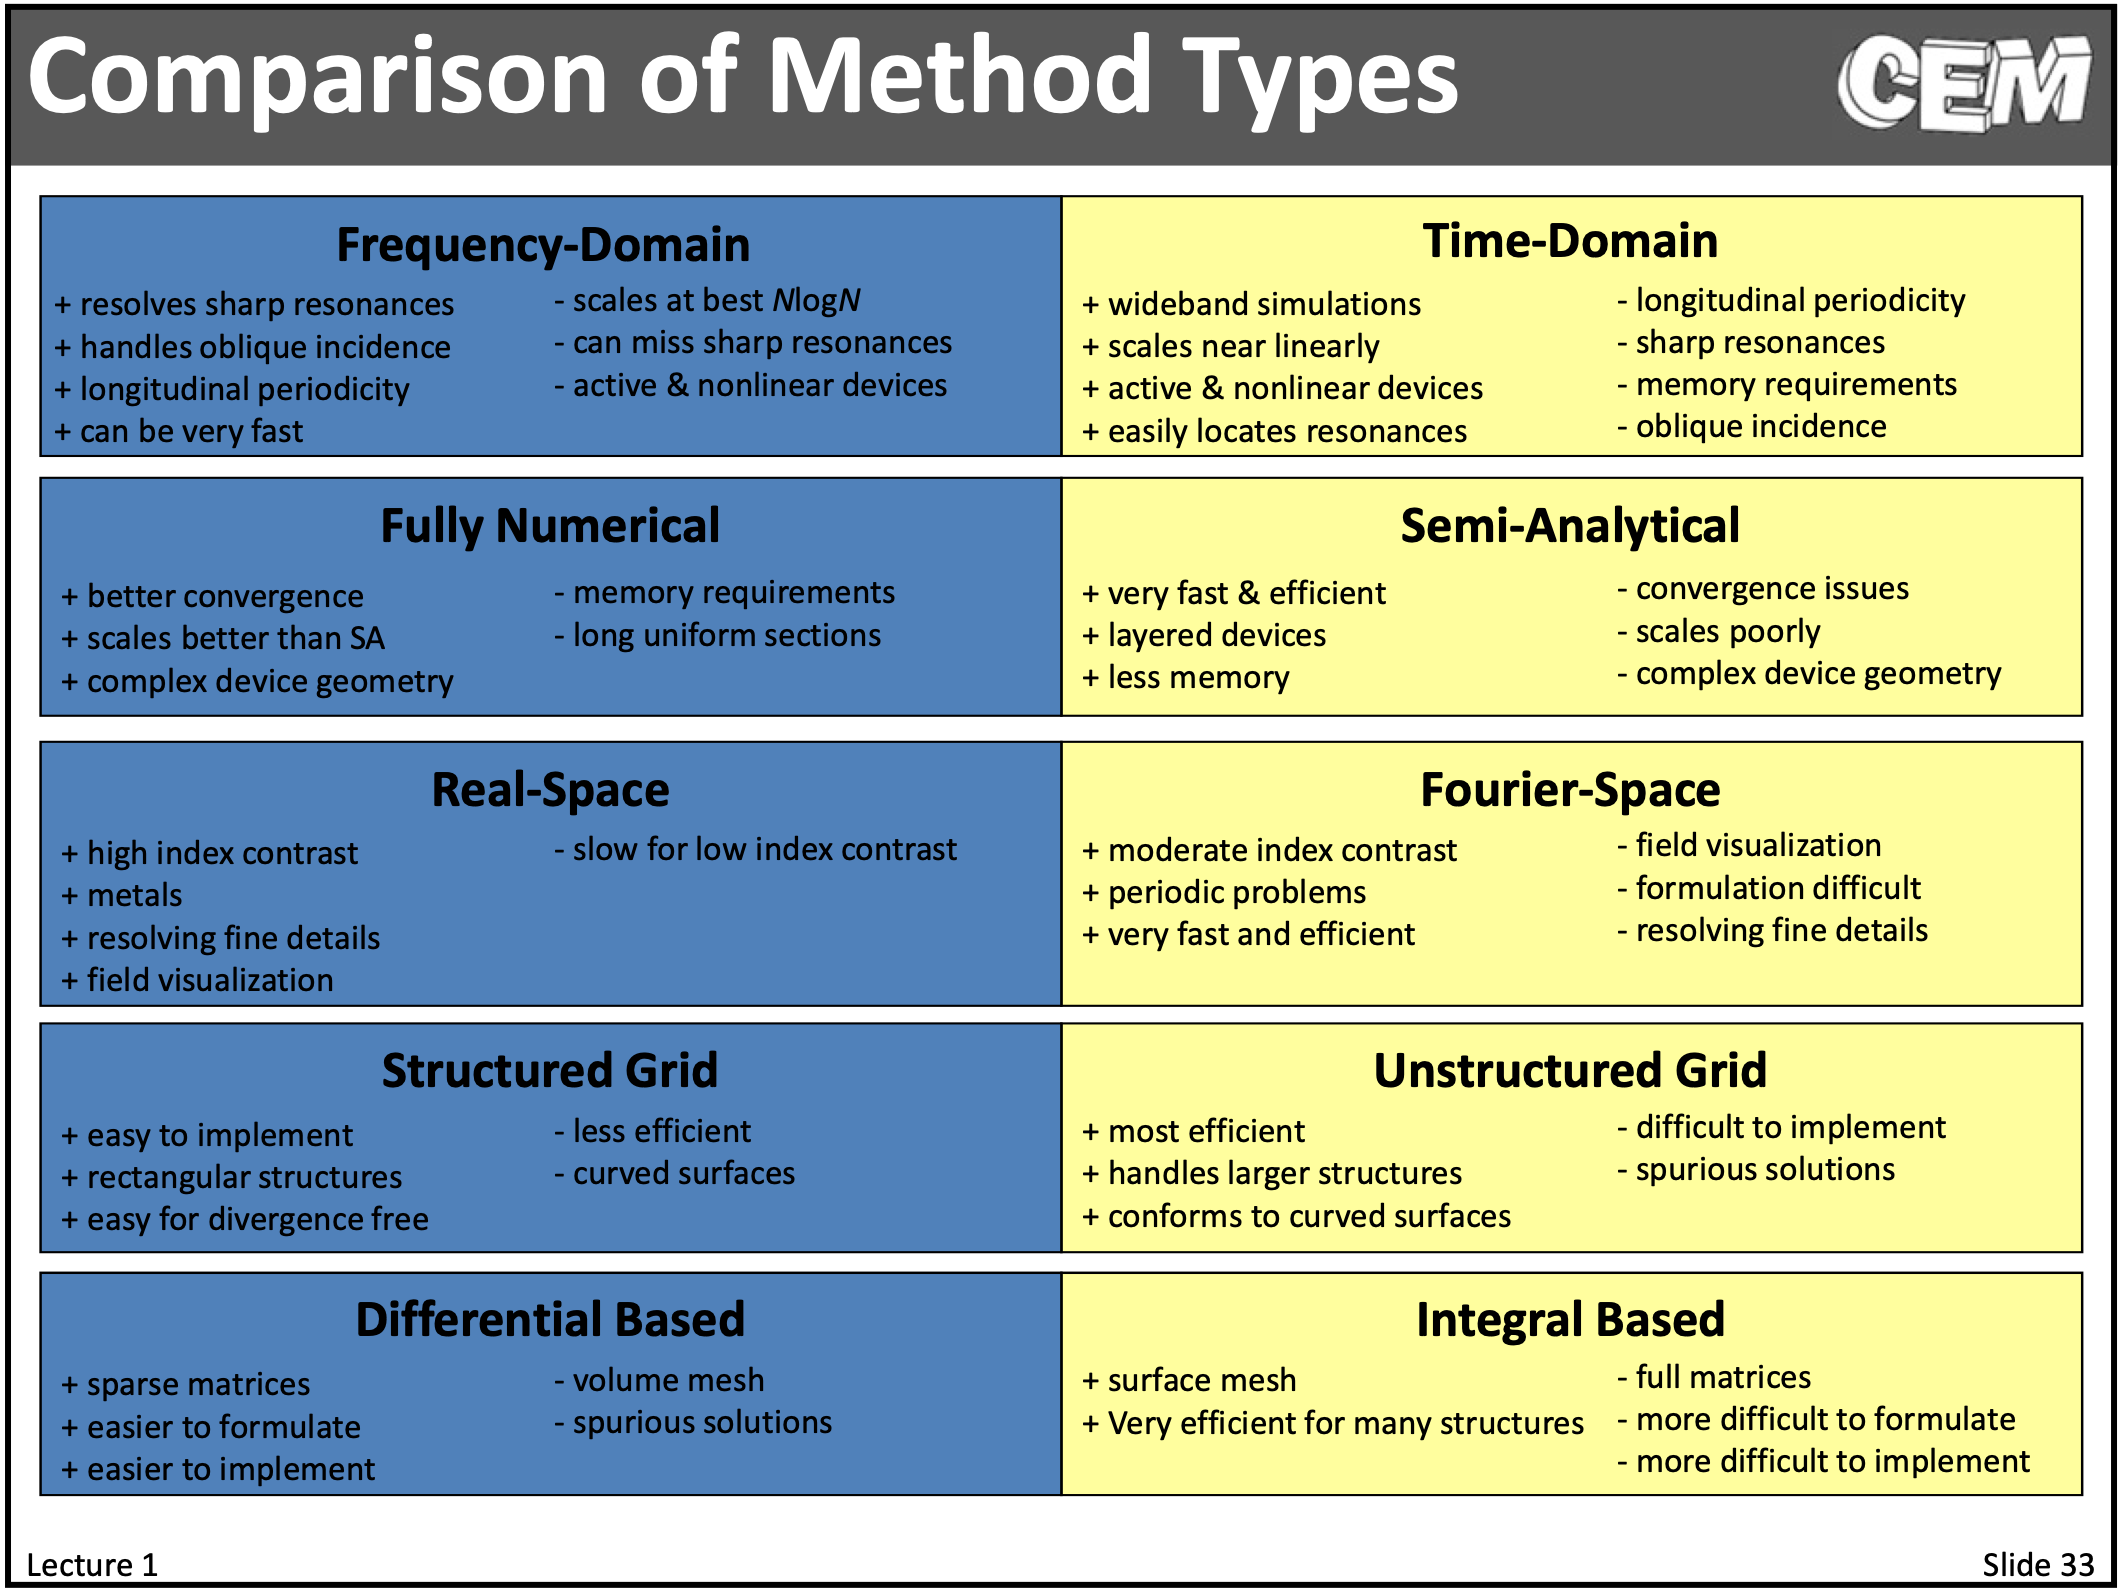 Comparison of Method Types
CEM
Frequency-Domain
+ resolves sharp resonances
+ handles oblique incidence
+ longitudinal periodicity
+ can be very fast
- scales at best NlogN
- can miss sharp resonances
- active & nonlinear devices
Time-Domain
+ wideband simulations
+ scales near linearly
+ active & nonlinear devices
+ easily locates resonances
- longitudinal periodicity
- sharp resonances
- memory requirements
- oblique incidence
Fully Numerical
+ better convergence
+ scales better than SA
+ complex device geometry
- memory requirements
- long uniform sections
Semi-Analytical
+ very fast & efficient
+ layered devices
+ less memory
- convergence issues
- scales poorly
- complex device geometry
Real-Space
+ high index contrast
+ metals
+ resolving fine details
+ field visualization
- slow for low index contrast
Fourier-Space
+ moderate index contrast
+ periodic problems
+ very fast and efficient
- field visualization
- formulation difficult
- resolving fine details
Structured Grid
+ easy to implement
+ rectangular structures
+ easy for divergence free
- less efficient
- curved surfaces
Unstructured Grid
+ most efficient
+ handles larger structures
+ conforms to curved surfaces
- difficult to implement
- spurious solutions
Differential Based
+ sparse matrices
+ easier to formulate
+ easier to implement
- volume mesh
- spurious solutions
Integral Based
+ surface mesh
+ Very efficient for many structures
- full matrices
- more difficult to formulate
- more difficult to implement
Lecture 1
Slide 33